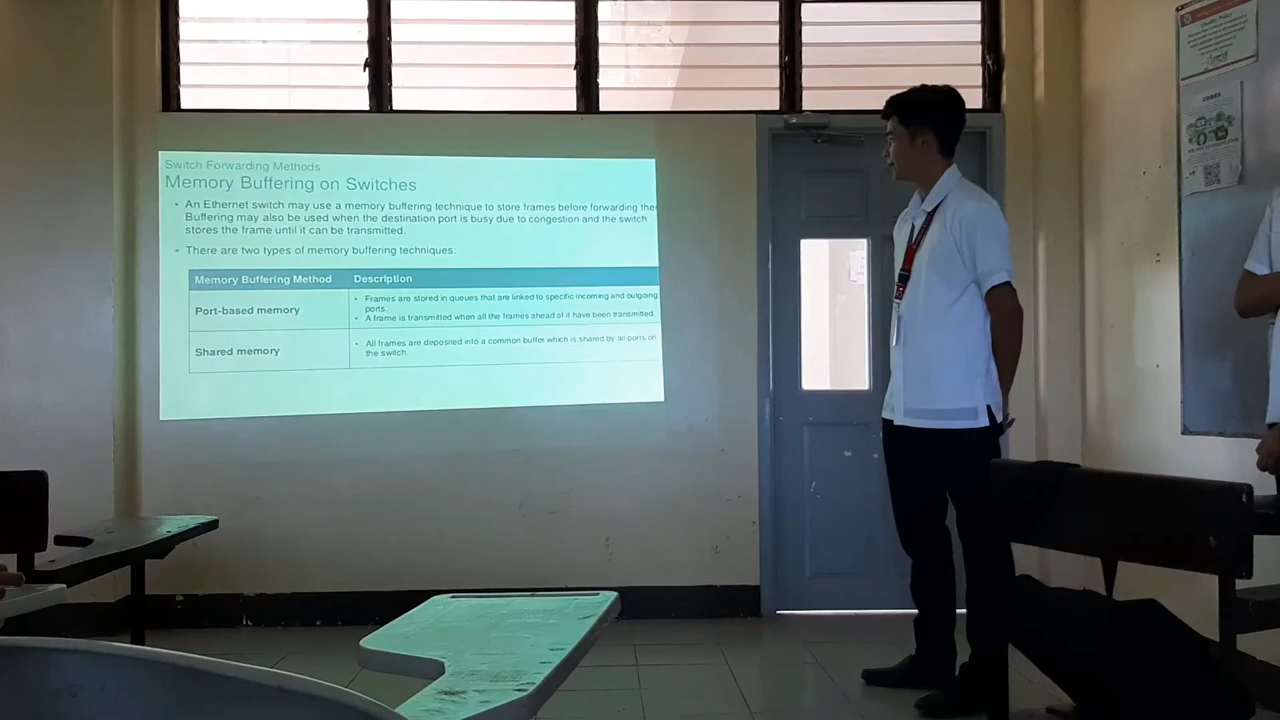 Switch Forwarding Methods
Memory Buffering on Switches
• An Ethernet switch may use a memory buffering technique to store frames before forwarding
Buffering may also be used when the destination port is busy due to congestion and the switch
stores the frame until it can be transmitted.
• There are two types of memory buffering techniques:
Memory Buffering Method Description
Port-based memory
• Frames are stored in queues that are linked to specific incoming and outgoing
ports.
• A frame is transmitted when all the frames ahead of it have been transmitted.
Shared memory
• All frames are deposited into a common buffer which is shared by all ports on
the switch.
Quality Policy